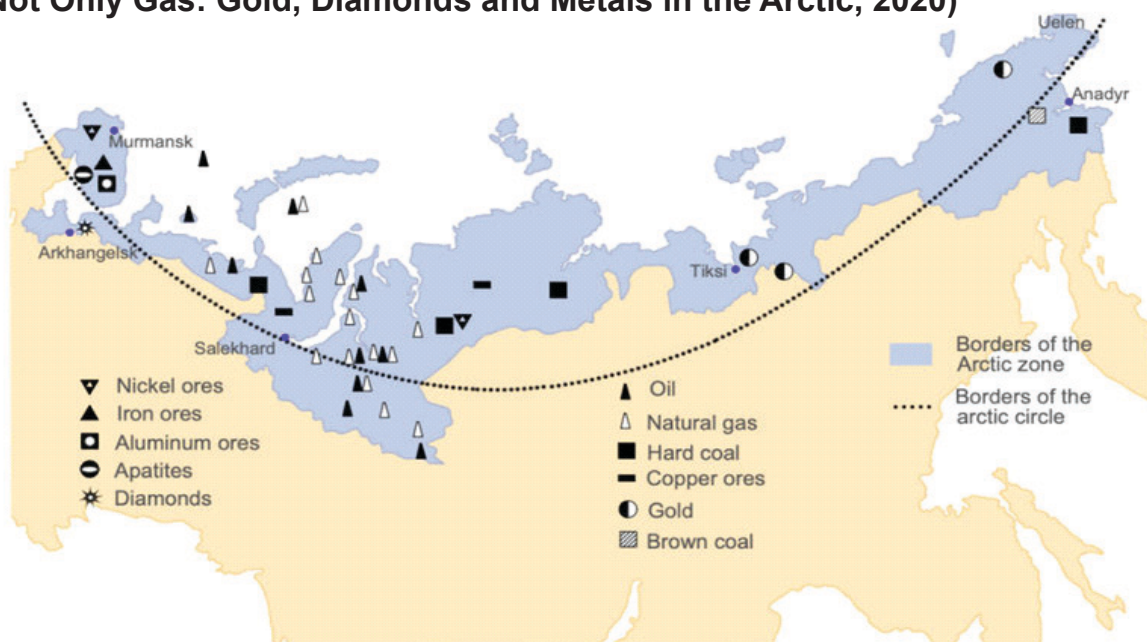 Not Only Gas: Gold, Diamonds and Metals in the Arctic, 2020)
Uelen
Anadyr
Murmansk
Arkhangelsk
Tiksi
Salekhard
Nickel ores
Iron ores
Aluminum ores
Apatites
Diamonds
Oil
Natural gas
Hard coal
Copper ores
Gold
Brown coal
Borders of the
Arctic zone
Borders of the
arctic circle